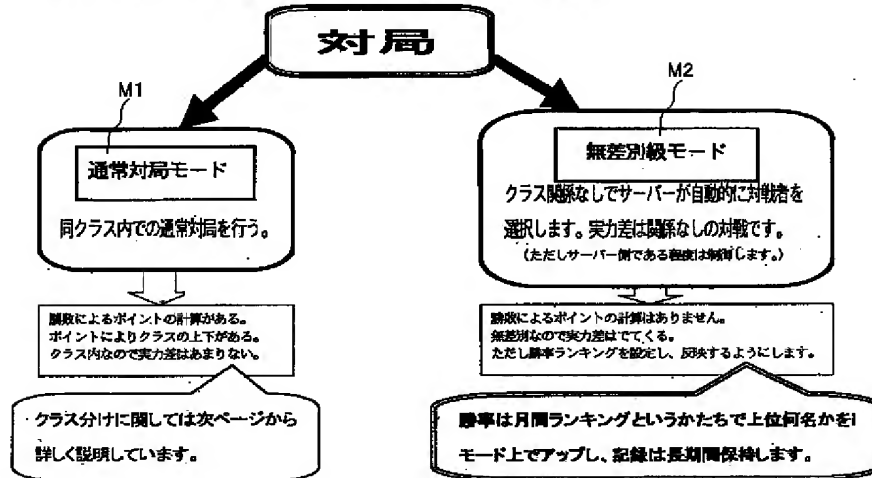 対局
M1
通常対局モード
同クラス内での通常対局を行う。
勝敗によるポイントの計算がある。
ポイントによりクラスの上下がある。
クラス内なので実力差はあまりない。
クラス分けに関しては次ページから
詳しく説明しています。
M2
無差別級モード
クラス関係なしでサーバーが自動的に対戦者を
選択します。実力差は関係なしの対戦です。
(ただしサーバー側である程度は制御します。)
勝敗によるポイントの計算はありません。
無差別なので実力差はでてくる。
ただし勝率ランキングを設定し、反映するようにします。
勝率は月間ランキングというかたちで上位何名かを
モード上でアップし、記録は長期間保持します。